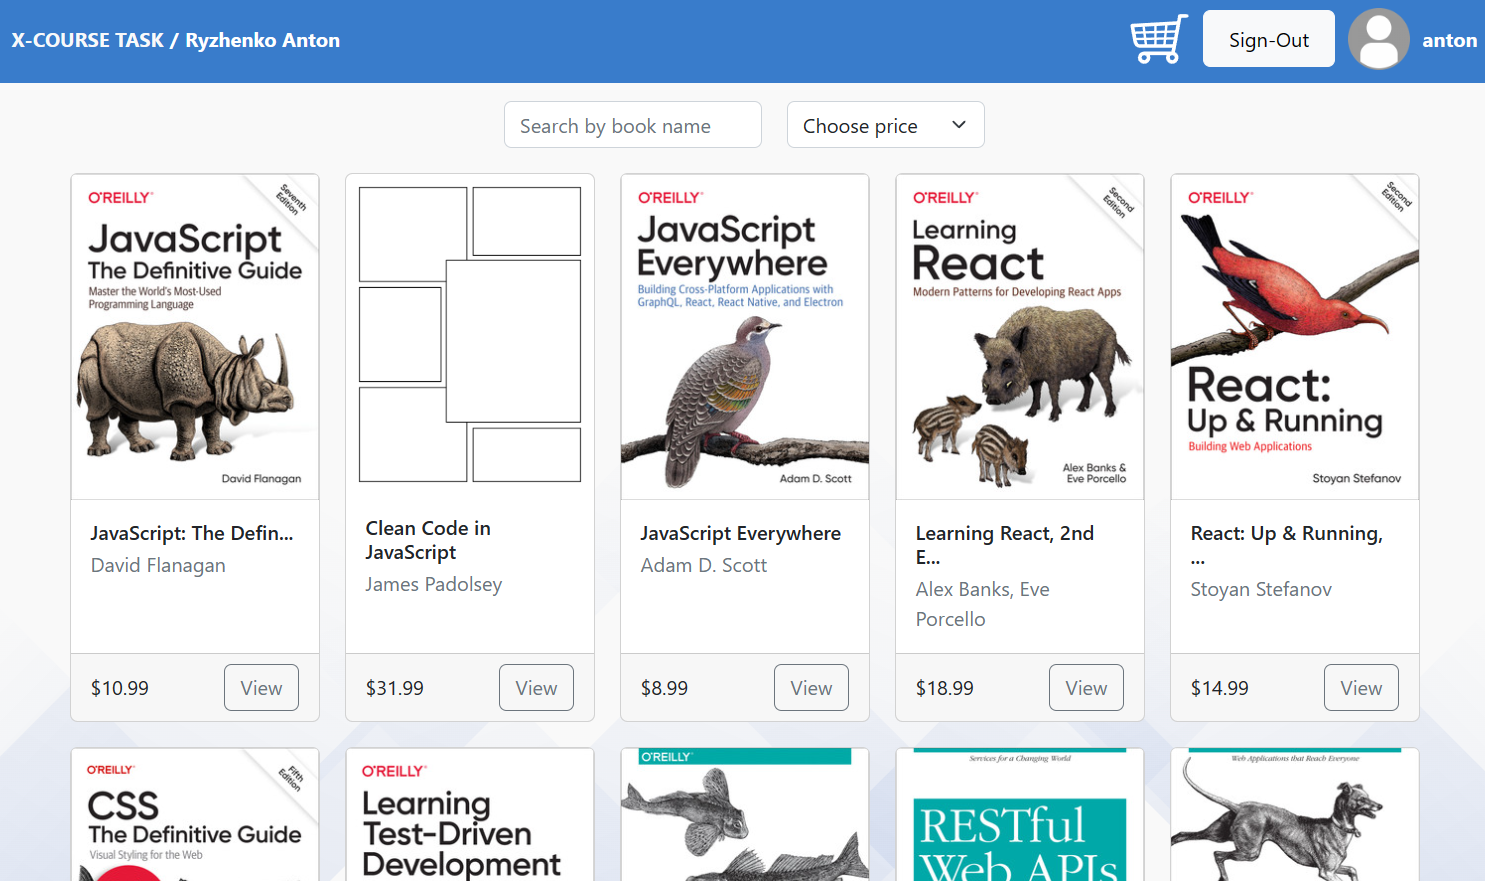 X-COURSE TASK / Ryzhenko Anton
Sign-Out
anton
Search by book name
Choose price
O'REILLY
Seventh
Edition
JavaScript
The Definitive Guide
Master the World's Most-Used
Programming Language
David Flanagan
JavaScript: The Defin...
David Flanagan
$10.99
View
Clean Code in
JavaScript
James Padolsey
$31.99
View
O'REILLY
JavaScript
Everywhere
Building Cross-Platform Applications with
GraphQL, React, React Native, and Electron
Adam D. Scott
JavaScript Everywhere
Adam D. Scott
$8.99
View
O'REILLY
Second
Edition
Learning
React
Modern Patterns for Developing React Apps
Alex Banks &
Eve Porcello
Learning React, 2nd
E...
Alex Banks, Eve
Porcello
$18.99
View
O'REILLY
Second
Edition
React:
Up & Running
Building Web Applications
Stoyan Stefanov
React: Up & Running,
...
Stoyan Stefanov
$14.99
View
O'REILLY
Fifth
Edition
CSS
The Definitive Guide
Visual Styling for the Web
O'REILLY
Learning
Test-Driven
Development
O'REILLY
Services for a Changing World
RESTful
Web APIs
Web Applications that Reach Everyone